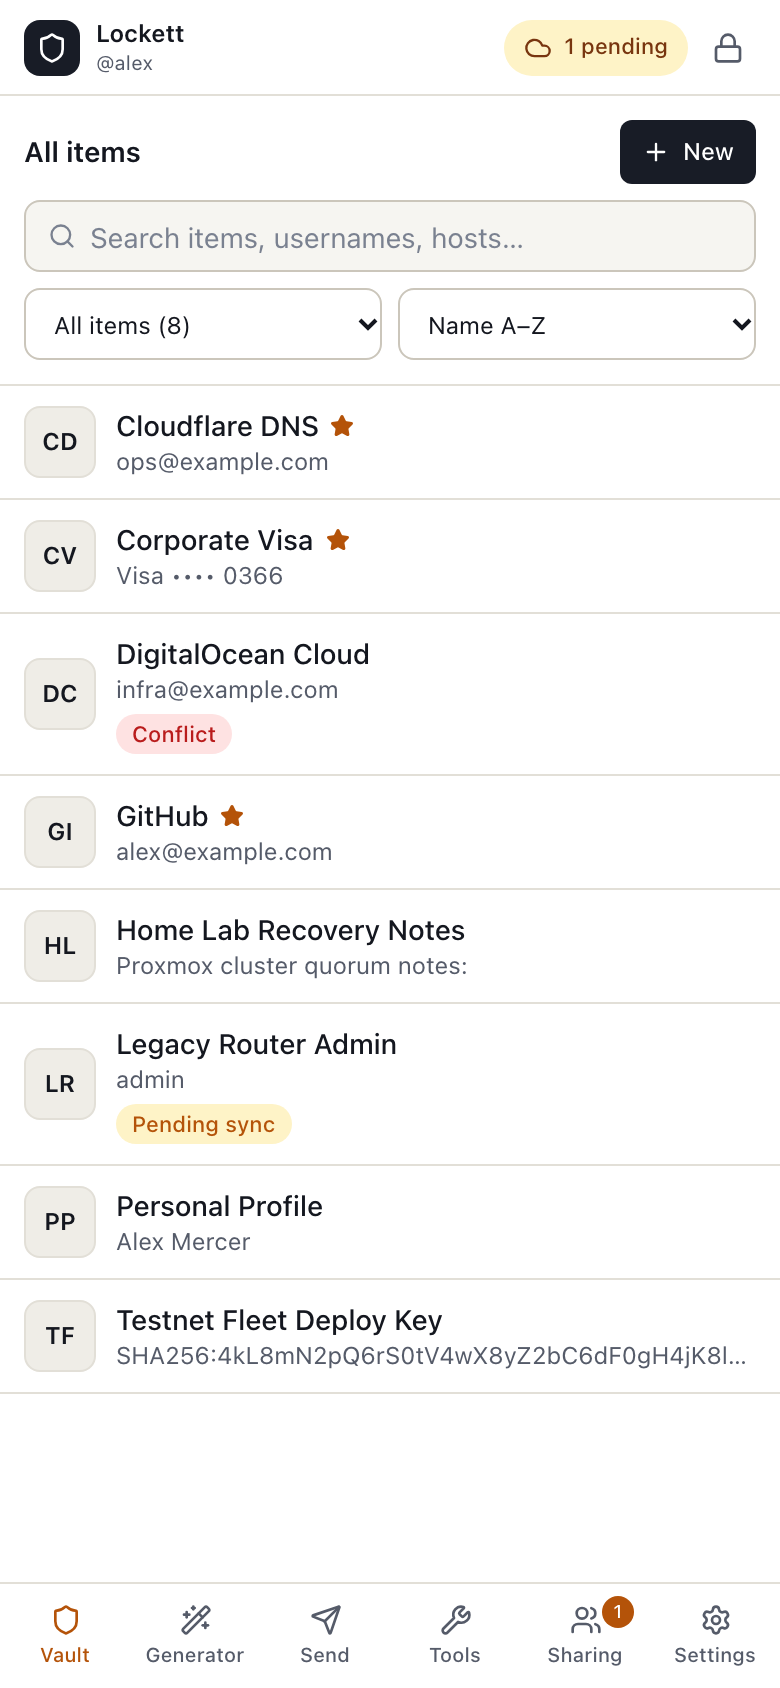 Lockett
@alex
1 pending
All items
New
Search items, usernames, hosts...
All items (8)
Name A–Z
CD
Cloudflare DNS
ops@example.com
CV
Corporate Visa
Visa •••• 0366
DC
DigitalOcean Cloud
infra@example.com
Conflict
GI
GitHub
alex@example.com
HL
Home Lab Recovery Notes
Proxmox cluster quorum notes:
LR
Legacy Router Admin
admin
Pending sync
PP
Personal Profile
Alex Mercer
TF
Testnet Fleet Deploy Key
SHA256:4kL8mN2pQ6rS0tV4wX8yZ2bC6dF0gH4jK8l...
Vault
Generator
Send
Tools
1
Sharing
Settings